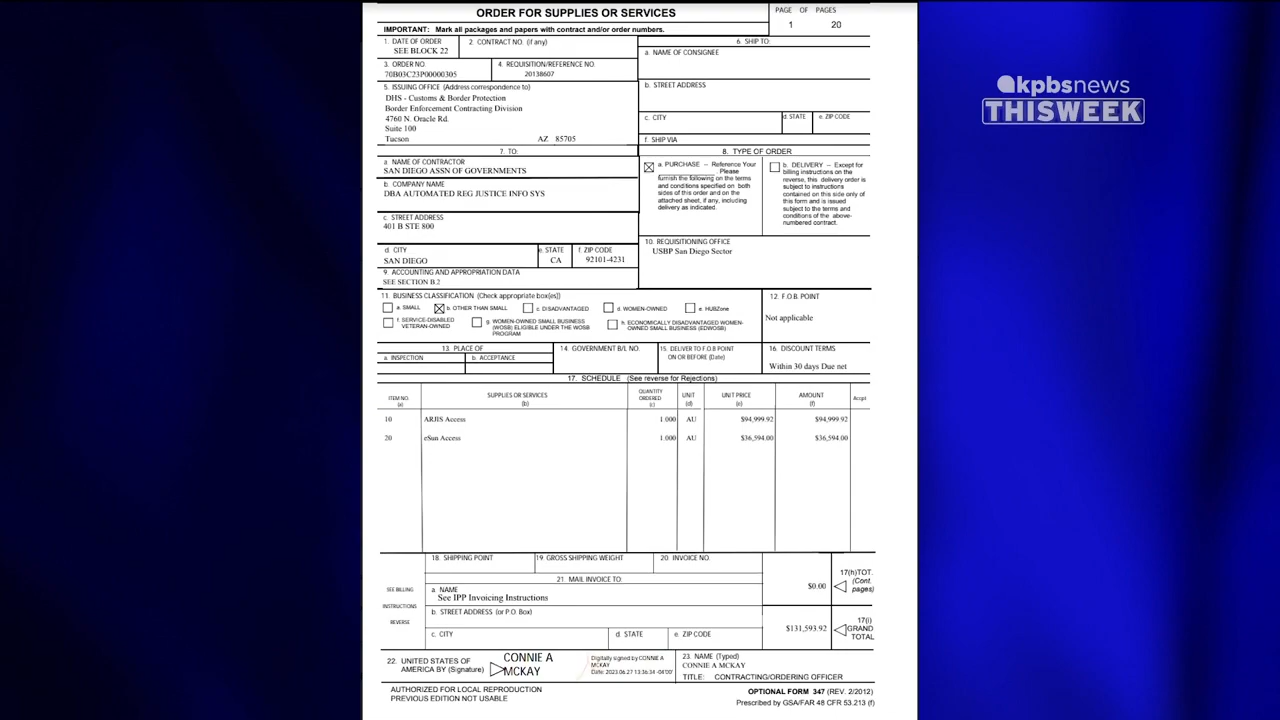 ORDER FOR SUPPLIES OR SERVICES
PAGE OF PAGES
1 20
IMPORTANT: Mark all packages and papers with contract and/or order numbers.
1. DATE OF ORDER
SEE BLOCK 22
2. CONTRACT NO. (if any)
6. SHIP TO:
a. NAME OF CONSIGNEE
3. ORDER NO.
70B03C23P00000305
4. REQUISITION/REFERENCE NO.
20138607
5. ISSUING OFFICE (Address correspondence to)
DHS - Customs & Border Protection
Border Enforcement Contracting Division
4760 N. Oracle Rd.
Suite 100
Tucson AZ 85705
b. STREET ADDRESS
c. CITY
d. STATE
e. ZIP CODE
f. SHIP VIA
7. TO:
8. TYPE OF ORDER
a. NAME OF CONTRACTOR
SAN DIEGO ASSN OF GOVERNMENTS
b. COMPANY NAME
DBA AUTOMATED REG JUSTICE INFO SYS
c. STREET ADDRESS
401 B STE 800
d. CITY
SAN DIEGO
e. STATE
CA
f. ZIP CODE
92101-4231
a. PURCHASE -- Reference Your
Please
furnish the following on the terms
and conditions specified on both
sides of this order and on the
attached sheet, if any, including
delivery as indicated.
b. DELIVERY -- Except for
billing instructions on the
reverse, this delivery order is
subject to instructions
contained on this side only of
this form and is issued
subject to the terms and
conditions of the above-
numbered contract.
9. ACCOUNTING AND APPROPRIATION DATA
SEE SECTION B.2
10. REQUISITIONING OFFICE
USBP San Diego Sector
11. BUSINESS CLASSIFICATION (Check appropriate box(es))
a. SMALL
b. OTHER THAN SMALL
c. DISADVANTAGED
d. WOMEN-OWNED
e. HUBZone
f. SERVICE-DISABLED
VETERAN-OWNED
g. WOMEN-OWNED SMALL BUSINESS
(WOSB) ELIGIBLE UNDER THE WOSB
PROGRAM
h. ECONOMICALLY DISADVANTAGED WOMEN-
OWNED SMALL BUSINESS (EDWOSB)
12. F.O.B. POINT
Not applicable
13. PLACE OF
a. INSPECTION
b. ACCEPTANCE
14. GOVERNMENT B/L NO.
15. DELIVER TO F.O.B POINT
ON OR BEFORE (Date)
16. DISCOUNT TERMS
Within 30 days Due net
17. SCHEDULE (See reverse for Rejections)
ITEM NO.
(a)
SUPPLIES OR SERVICES
(b)
QUANTITY
ORDERED
(c)
UNIT
(d)
UNIT PRICE
(e)
AMOUNT
(f)
Accpt
10 ARJIS Access 1.000 AU $94,999.92 $94,999.92
20 eSun Access 1.000 AU $36,594.00 $36,594.00
18. SHIPPING POINT
19. GROSS SHIPPING WEIGHT
20. INVOICE NO.
21. MAIL INVOICE TO:
SEE BILLING
INSTRUCTIONS
REVERSE
a. NAME
See IPP Invoicing Instructions
b. STREET ADDRESS (or P.O. Box)
c. CITY
d. STATE
e. ZIP CODE
$0.00
17(h)TOT.
(Cont.
pages)
$131,593.92
17(i)
GRAND
TOTAL
22. UNITED STATES OF
AMERICA BY (Signature)
CONNIE A
MCKAY
Digitally signed by CONNIE A
MCKAY
Date: 2023.06.27 13:36:34 -04'00'
23. NAME (Typed)
CONNIE A MCKAY
TITLE: CONTRACTING/ORDERING OFFICER
AUTHORIZED FOR LOCAL REPRODUCTION
PREVIOUS EDITION NOT USABLE
OPTIONAL FORM 347 (REV. 2/2012)
Prescribed by GSA/FAR 48 CFR 53.213 (f)
kpbsnews
THISWEEK